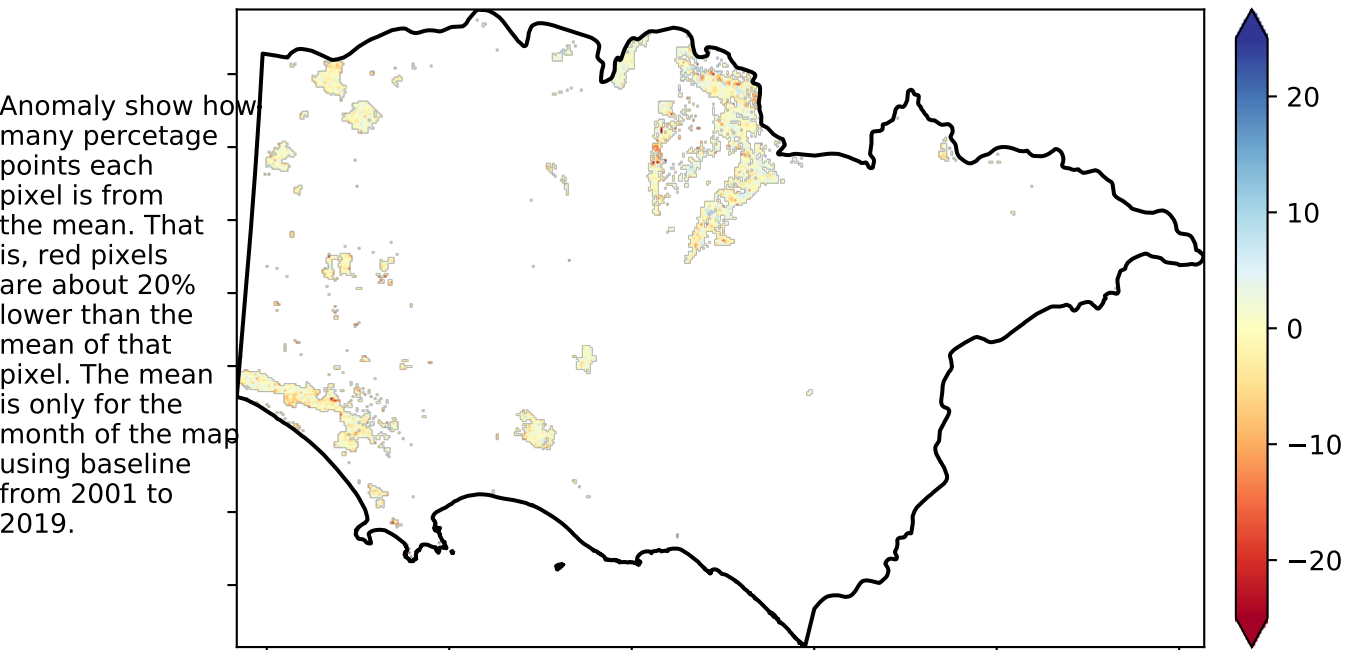 Anomaly show how
many percetage
points each
pixel is from
the mean. That
is, red pixels
are about 20%
lower than the
mean of that
pixel. The mean
is only for the
month of the map
using baseline
from 2001 to
2019.
20
10
0
−10
−20